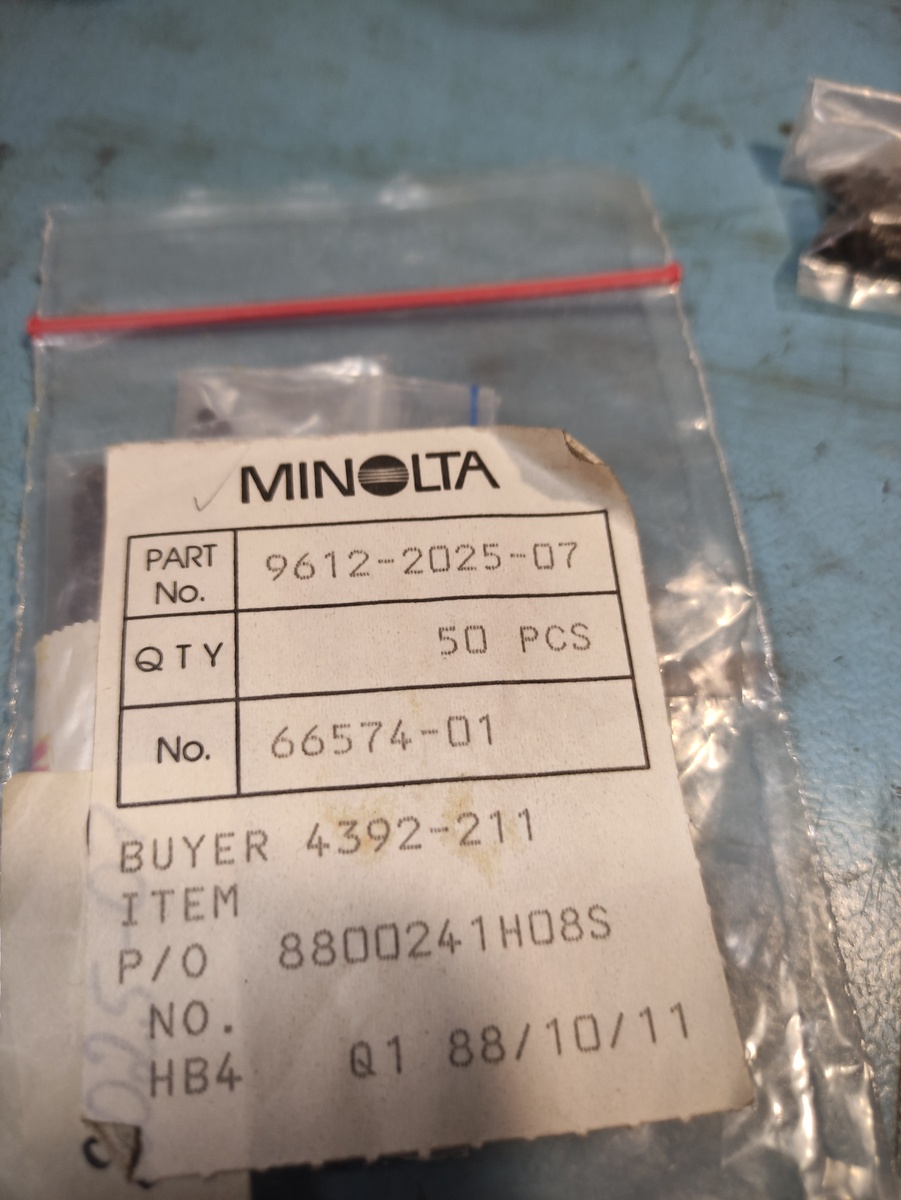 MINOLTA
PART No. 9612-2025-07
QTY 50 PCS
No. 66574-01
BUYER 4392-211
ITEM
P/O 8800241H08S
NO.
HB4 Q1 88/10/11